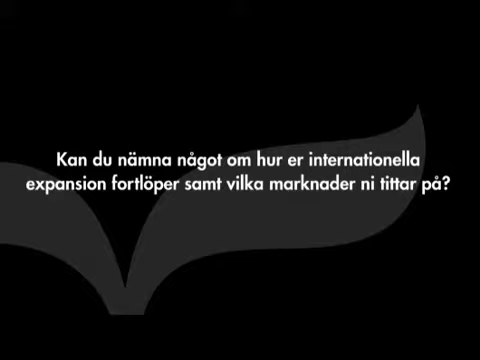 Kan du nämna något om hur er internationella
expansion fortlöper samt vilka marknader ni tittar på?